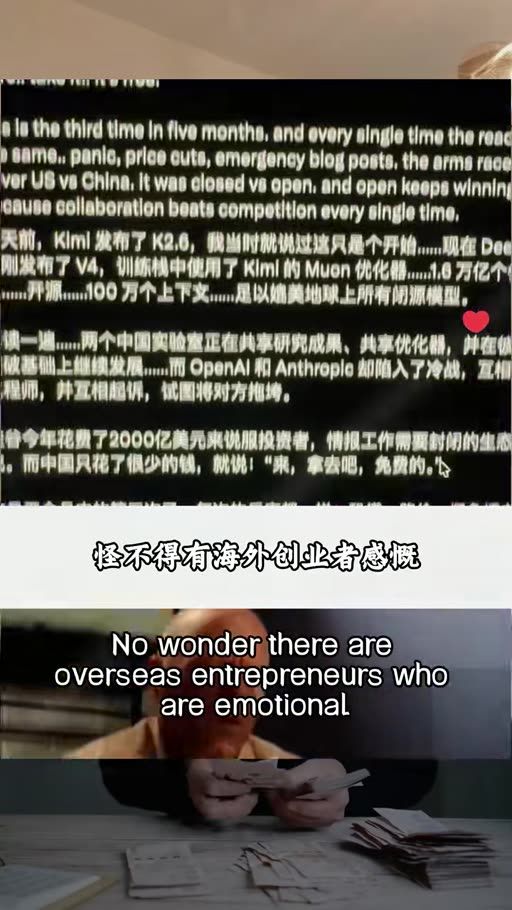 s is the third time in five months. and every single time the reac
same.. panic, price cuts, emergency blog posts, the arms race
ver US vs China. it was closed vs open. and open keeps winning
cause collaboration beats competition every single time.
天前，Kimi 发布了 K2.6，我当时就说过这只是个开始……现在 Dee
刚发布了 V4，训练栈中使用了 Kimi 的 Muon 优化器……1.6 万亿个
……开源……100 万个上下文……足以媲美地球上所有闭源模型。
读一遍……两个中国实验室正在共享研究成果、共享优化器，并在彼
基础上继续发展……而 OpenAI 和 Anthropic 却陷入了冷战，互相
程师，并互相起诉，试图将对方拖垮。
今年花费了2000亿美元来说服投资者，情报工作需要封闭的生态
。而中国只花了很少的钱，就说：“来，拿去吧，免费的。”
怪不得有海外创业者感慨
No wonder there are
overseas entrepreneurs who
are emotional